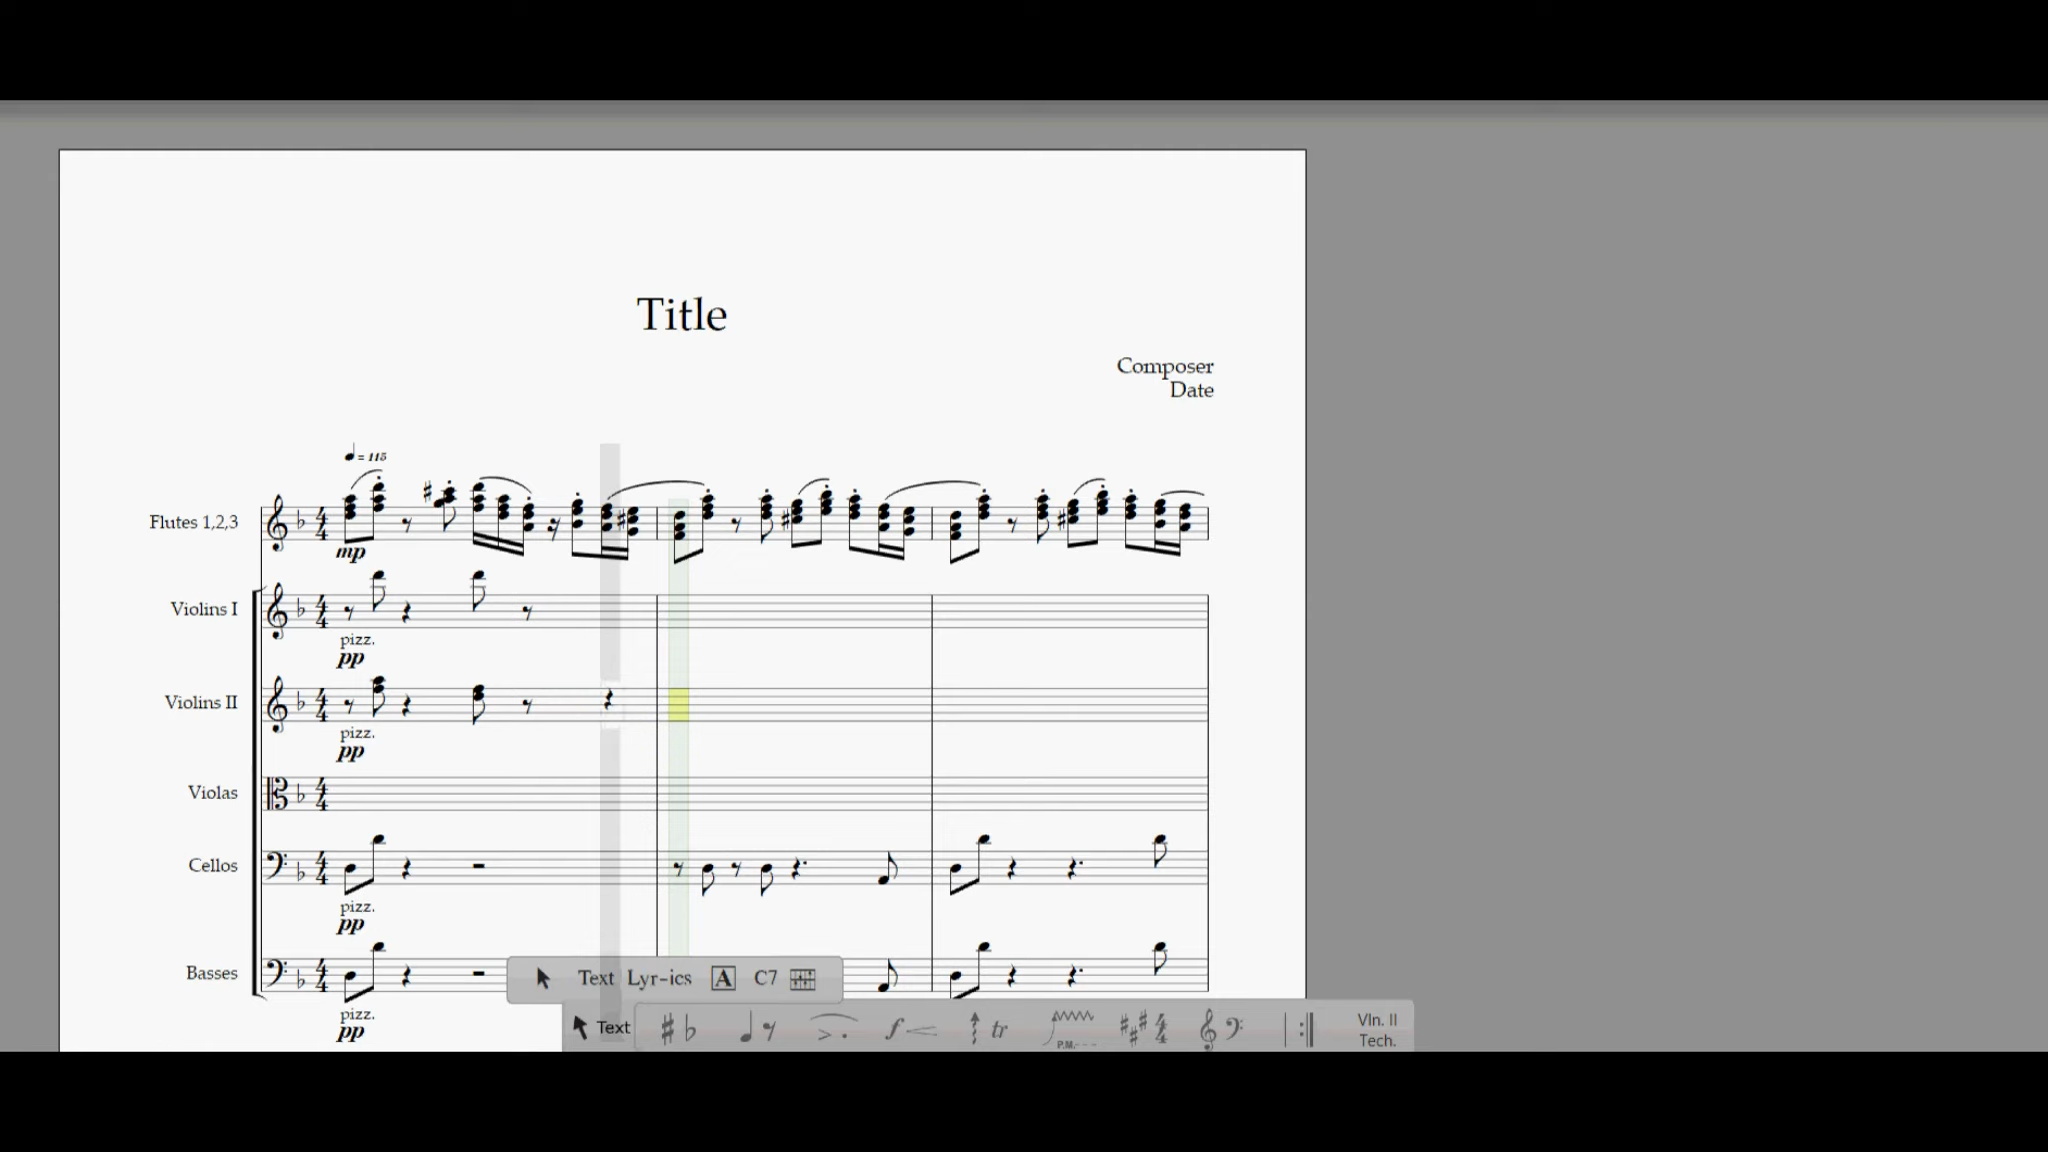 Title
Composer
Date
= 115
Flutes 1,2,3
mp
Violins I
pizz.
pp
Violins II
pizz.
pp
Violas
Cellos
pizz.
pp
Basses
pizz.
pp
Text Lyr-ics A C7
Text f tr P.M. Vln. II
Tech.